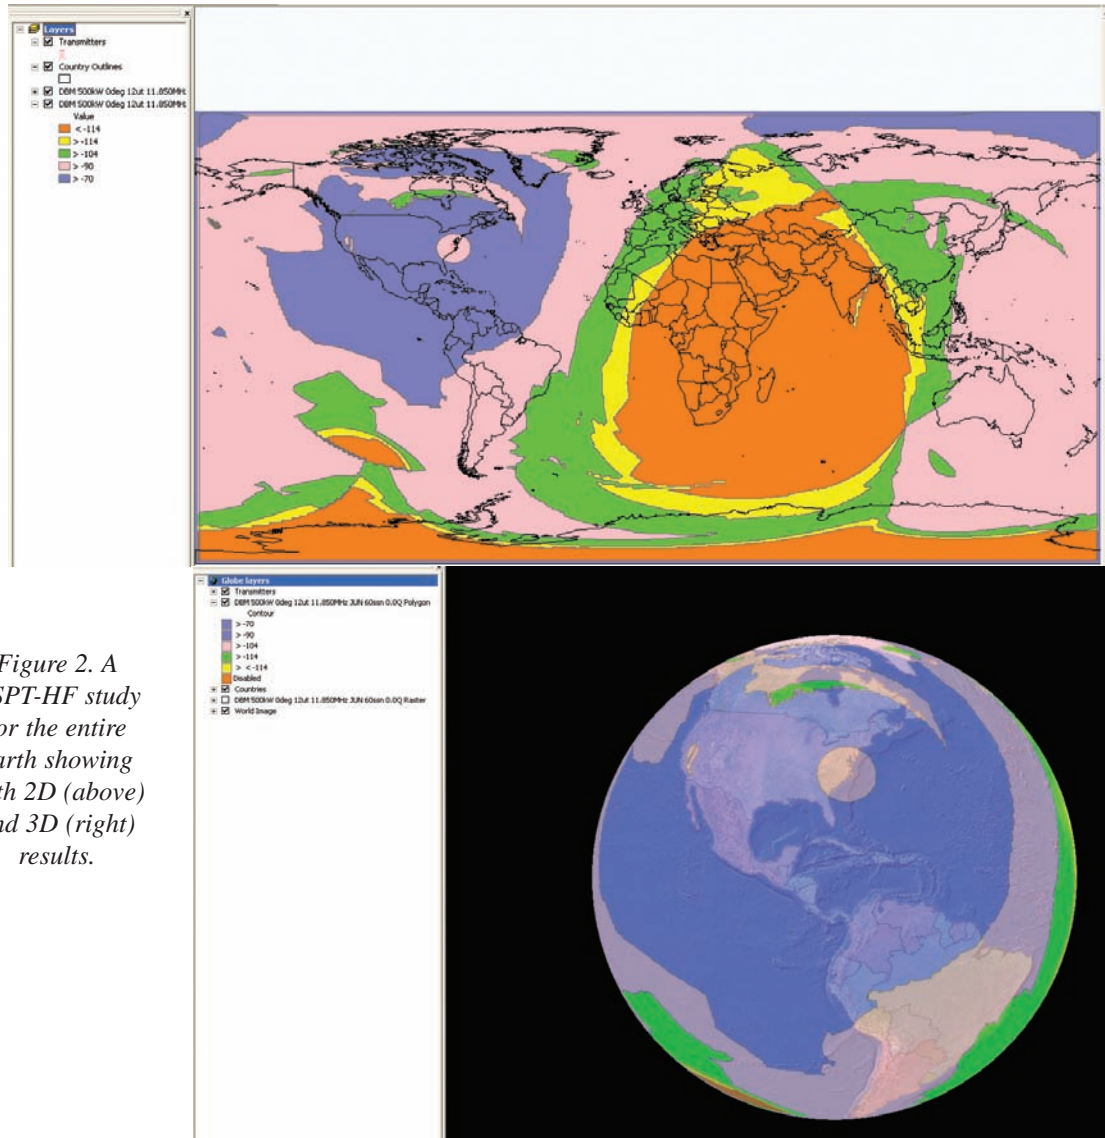 Layers
Transmitters
Country Outlines
DBM 500kW 0deg 12ut 11.850MHz
DBM 500kW 0deg 12ut 11.850MHz
Value
< -114
> -114
> -104
> -90
> -70
Globe layers
Transmitters
DBM 500kW 0deg 12ut 11.850MHz JUN 60ssn 0.0Q Polygon
Contour
> -70
> -90
> -104
> -114
> < -114
Disabled
Countries
DBM 500kW 0deg 12ut 11.850MHz JUN 60ssn 0.0Q Raster
World Image
Figure 2. A
SPT-HF study
or the entire
arth showing
th 2D (above)
nd 3D (right)
results.